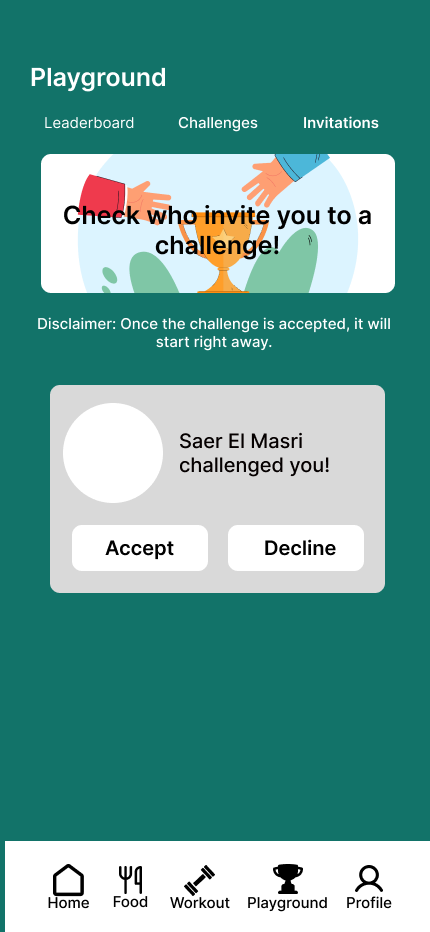 Playground
Leaderboard Challenges Invitations
Check who invite you to a
challenge!
Disclaimer: Once the challenge is accepted, it will
start right away.
Saer El Masri
challenged you!
Accept Decline
Home Food Workout Playground Profile